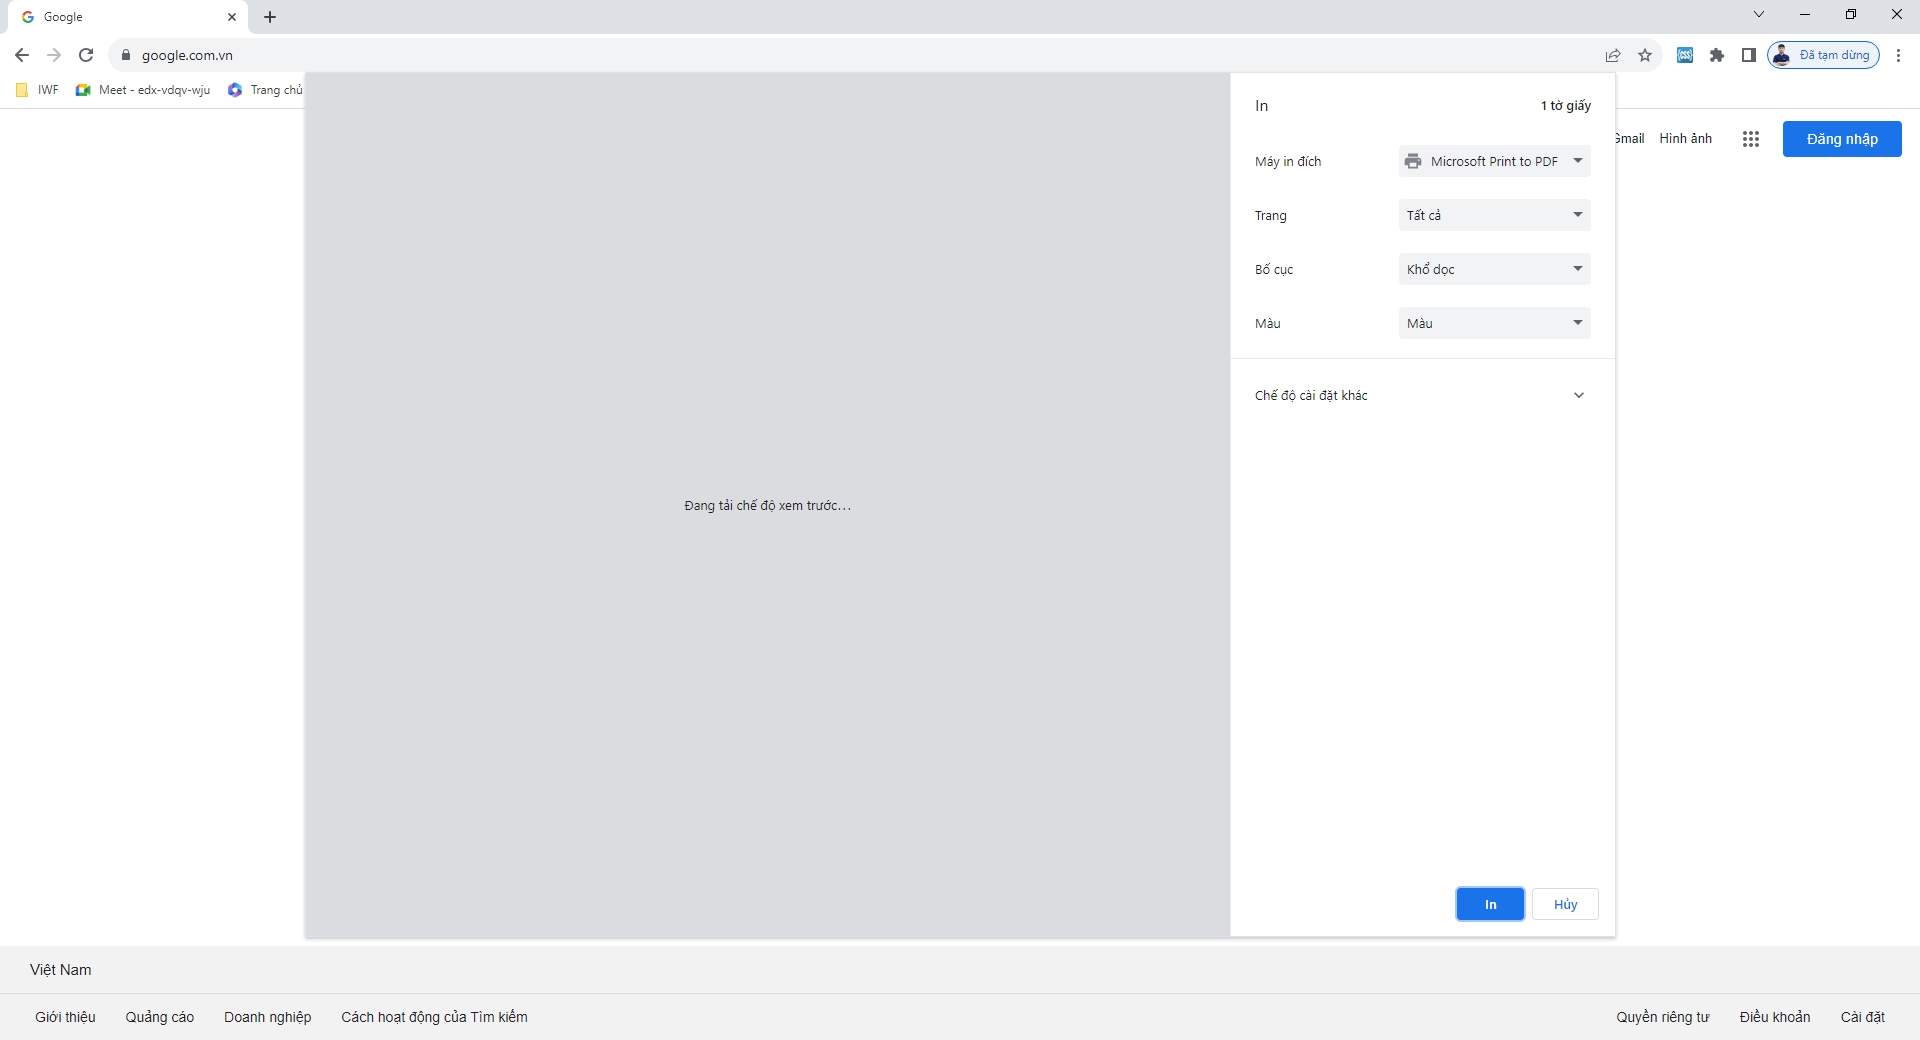 Google
google.com.vn
Đã tạm dừng
IWF
Meet - edx-vdqv-wju
Trang chủ
In
1 tờ giấy
Gmail
Hình ảnh
Đăng nhập
Máy in đích
Microsoft Print to PDF
Trang
Tất cả
Bố cục
Khổ dọc
Màu
Màu
Chế độ cài đặt khác
Đang tải chế độ xem trước...
In
Hủy
Việt Nam
Giới thiệu
Quảng cáo
Doanh nghiệp
Cách hoạt động của Tìm kiếm
Quyền riêng tư
Điều khoản
Cài đặt